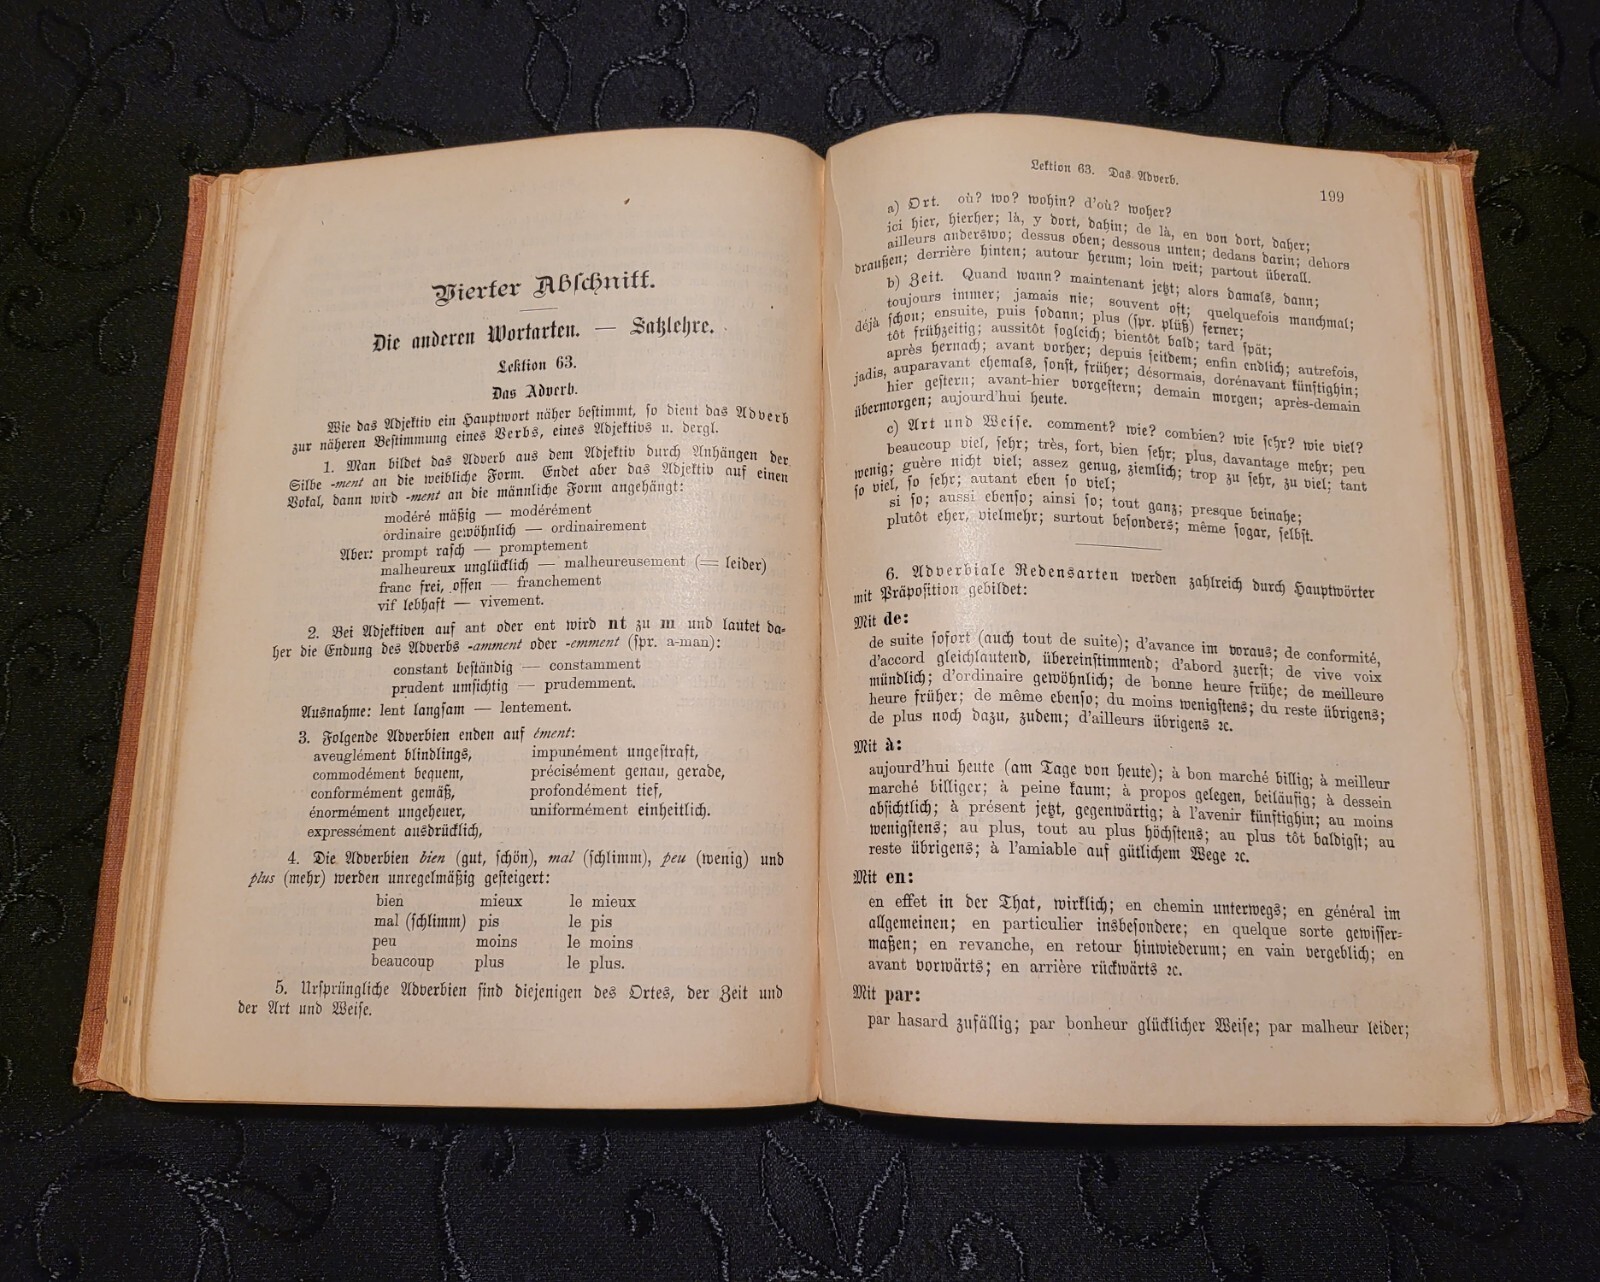 Vierter Abschnitt.
Die anderen Wortarten. — Satzlehre.
Lektion 63.
Das Adverb.
Wie das Adjektiv ein Hauptwort näher bestimmt, so dient das Adverb
zur näheren Bestimmung eines Verbs, eines Adjektivs u. dergl.
1. Man bildet das Adverb aus dem Adjektiv durch Anhängen der
Silbe -ment an die weibliche Form. Endet aber das Adjektiv auf einen
Vokal, dann wird -ment an die männliche Form angehängt:
modéré mäßig — modérément
ordinaire gewöhnlich — ordinairement
Aber: prompt rasch — promptement
malheureux unglücklich — malheureusement (= leider)
franc frei, offen — franchement
vif lebhaft — vivement.
2. Bei Adjektiven auf ant oder ent wird nt zu m und lautet da-
her die Endung des Adverbs -amment oder -emment (spr. a-man):
constant beständig — constamment
prudent umsichtig — prudemment.
Ausnahme: lent langsam — lentement.
3. Folgende Adverbien enden auf ément:
aveuglément blindlings, impunément ungestraft,
commodément bequem, précisément genau, gerade,
conformément gemäß, profondément tief,
énormément ungeheuer, uniformément einheitlich.
expressément ausdrücklich,
4. Die Adverbien bien (gut, schön), mal (schlimm), peu (wenig) und
plus (mehr) werden unregelmäßig gesteigert:
bien mieux le mieux
mal (schlimm) pis le pis
peu moins le moins
beaucoup plus le plus.
5. Ursprüngliche Adverbien sind diejenigen des Ortes, der Zeit und
der Art und Weise.
Lektion 63. Das Adverb. 199
a) Ort. où? wo? wohin? d'où? woher?
ici hier, hierher; là, y dort, dahin; de là, en von dort, daher;
ailleurs anderswo; dessus oben; dessous unten; dedans darin; dehors
draußen; derrière hinten; autour herum; loin weit; partout überall.
b) Zeit. Quand wann? maintenant jetzt; alors damals, dann;
toujours immer; jamais nie; souvent oft; quelquefois manchmal;
déjà schon; ensuite, puis sodann; plus (spr. plüß) ferner;
tôt frühzeitig; aussitôt sogleich; bientôt bald; tard spät;
après hernach; avant vorher; depuis seitdem; enfin endlich; autrefois,
jadis, auparavant ehemals, sonst, früher; désormais, dorénavant künftighin;
hier gestern; avant-hier vorgestern; demain morgen; après-demain
übermorgen; aujourd'hui heute.
c) Art und Weise. comment? wie? combien? wie sehr? wie viel?
beaucoup viel, sehr; très, fort, bien sehr; plus, davantage mehr; peu
wenig; guère nicht viel; assez genug, ziemlich; trop zu sehr, zu viel; tant
so viel, so sehr; autant eben so viel;
si so; aussi ebenso; ainsi so; tout ganz; presque beinahe;
plutôt eher, vielmehr; surtout besonders; même sogar, selbst.
6. Adverbiale Redensarten werden zahlreich durch Hauptwörter
mit Präposition gebildet:
Mit de:
de suite sofort (auch tout de suite); d'avance im voraus; de conformité,
d'accord gleichlautend, übereinstimmend; d'abord zuerst; de vive voix
mündlich; d'ordinaire gewöhnlich; de bonne heure frühe; de meilleure
heure früher; de même ebenso; du moins wenigstens; du reste übrigens;
de plus noch dazu, zudem; d'ailleurs übrigens ꝛc.
Mit à:
aujourd'hui heute (am Tage von heute); à bon marché billig; à meilleur
marché billiger; à peine kaum; à propos gelegen, beiläufig; à dessein
absichtlich; à présent jetzt, gegenwärtig; à l'avenir künftighin; au moins
wenigstens; au plus, tout au plus höchstens; au plus tôt baldigst; au
reste übrigens; à l'amiable auf gütlichem Wege ꝛc.
Mit en:
en effet in der That, wirklich; en chemin unterwegs; en général im
allgemeinen; en particulier insbesondere; en quelque sorte gewisser-
maßen; en revanche, en retour hinwiederum; en vain vergeblich; en
avant vorwärts; en arrière rückwärts ꝛc.
Mit par:
par hasard zufällig; par bonheur glücklicher Weise; par malheur leider;